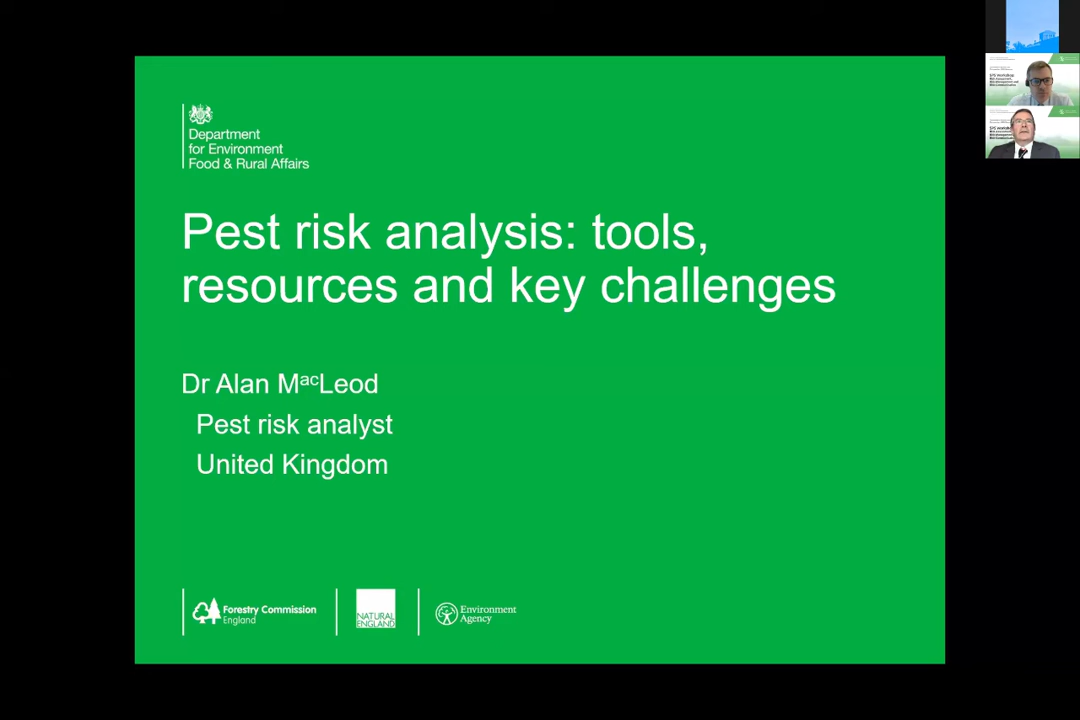 Department
for Environment
Food & Rural Affairs
Pest risk analysis: tools,
resources and key challenges
Dr Alan MacLeod
Pest risk analyst
United Kingdom
Forestry Commission
England
NATURAL
ENGLAND
Environment
Agency